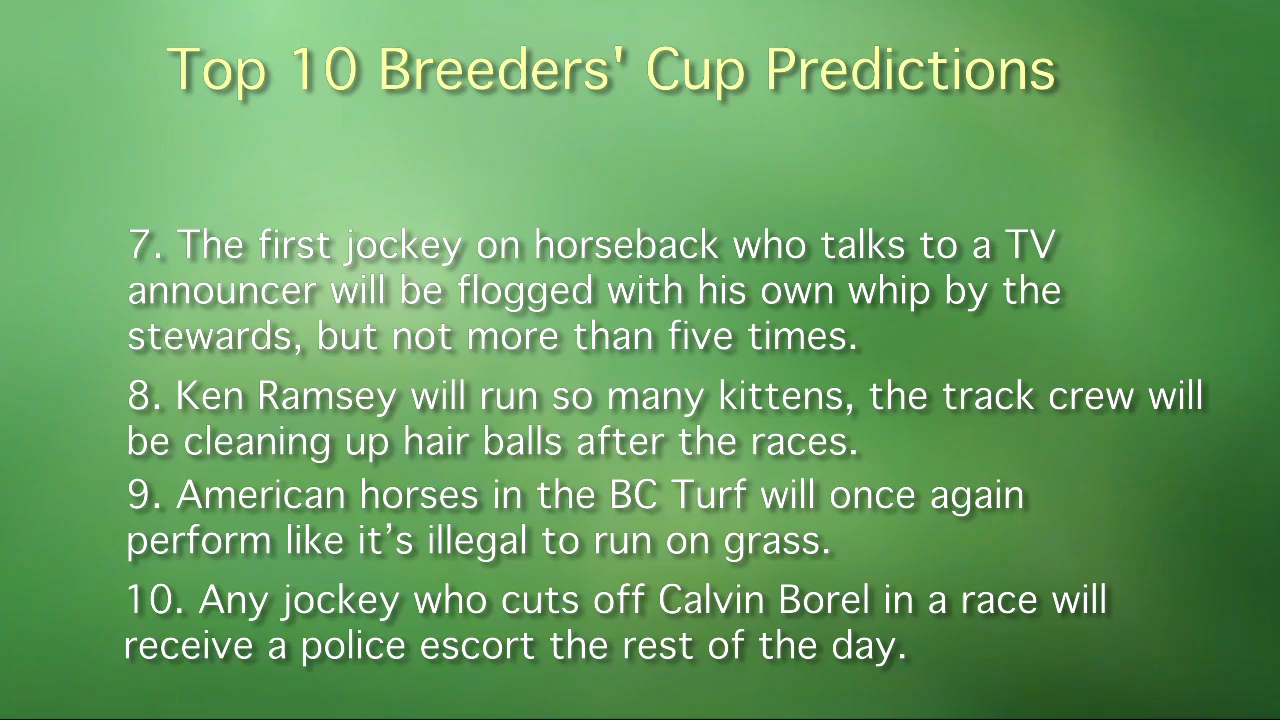 Top 10 Breeders' Cup Predictions
7. The first jockey on horseback who talks to a TV
announcer will be flogged with his own whip by the
stewards, but not more than five times.
8. Ken Ramsey will run so many kittens, the track crew will
be cleaning up hair balls after the races.
9. American horses in the BC Turf will once again
perform like it’s illegal to run on grass.
10. Any jockey who cuts off Calvin Borel in a race will
receive a police escort the rest of the day.